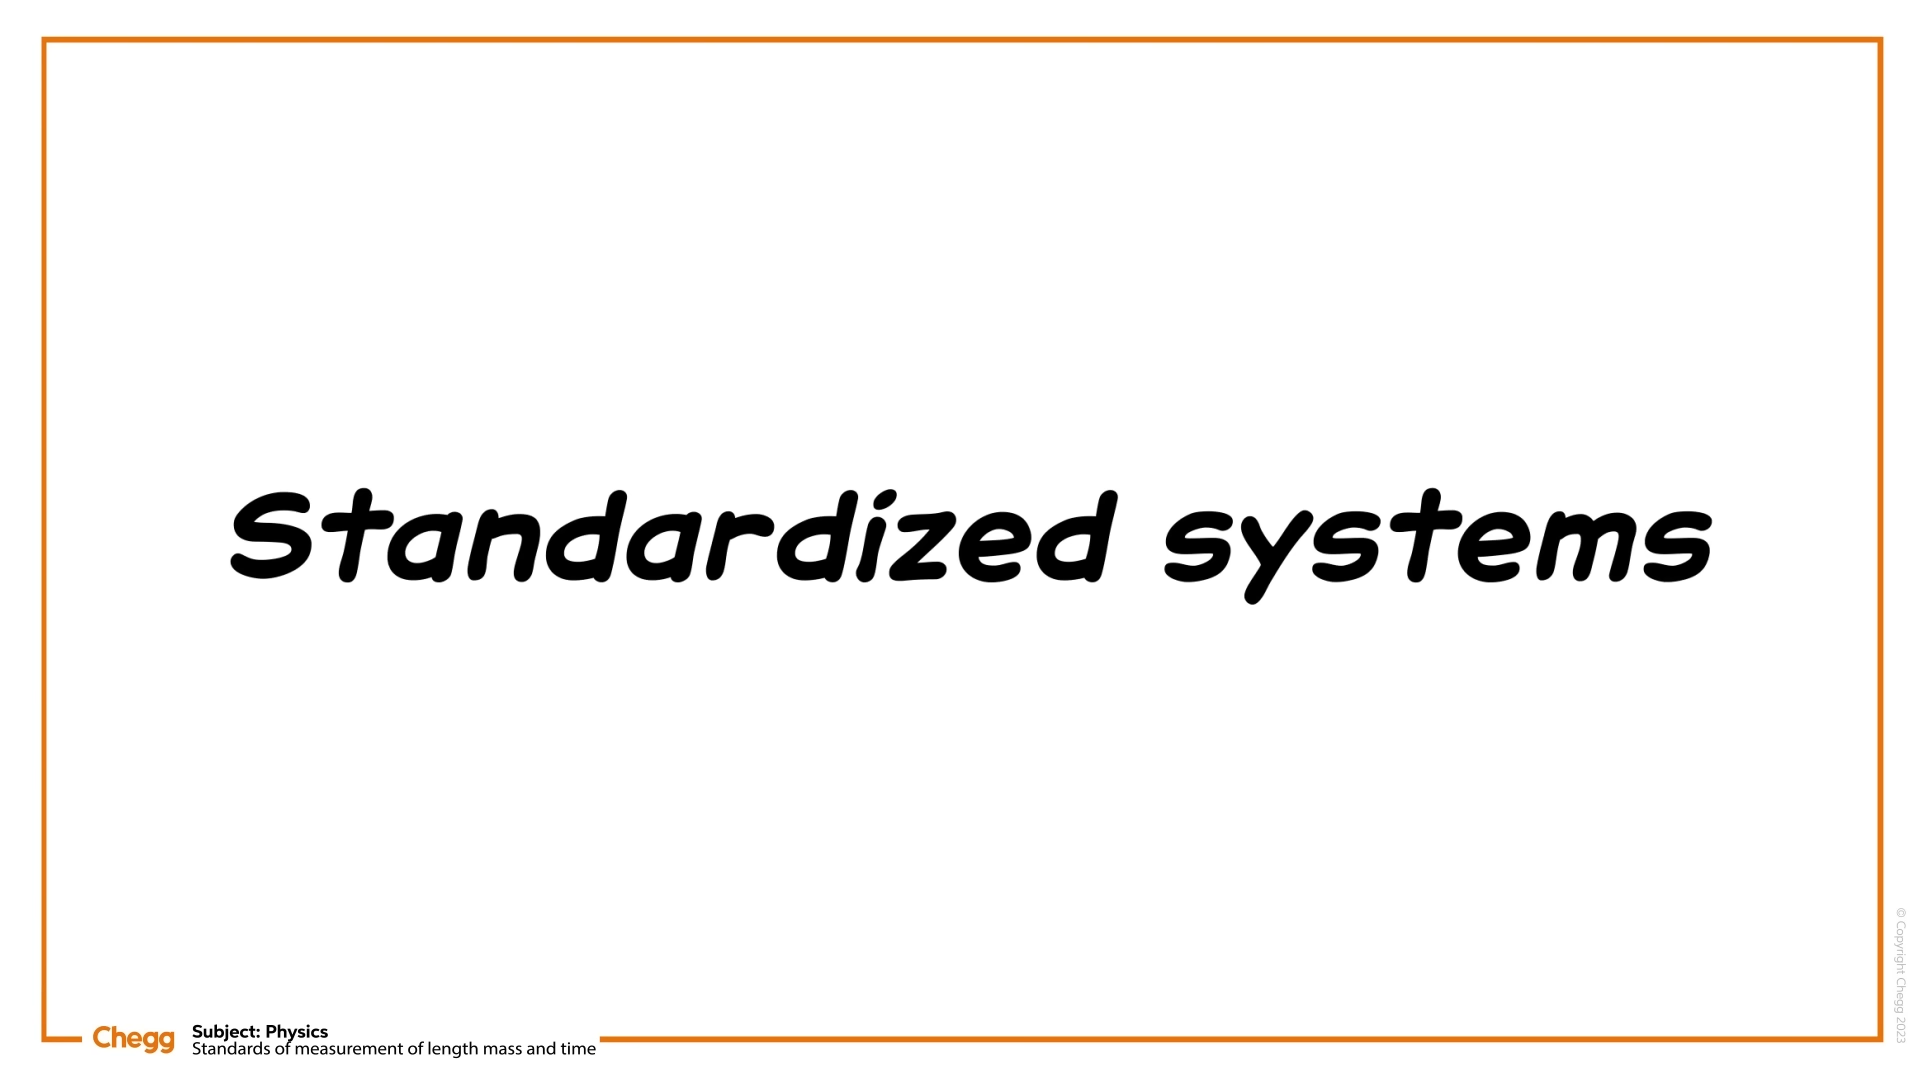 Standardized systems
Chegg
Subject: Physics
Standards of measurement of length mass and time
© Copyright Chegg 2023